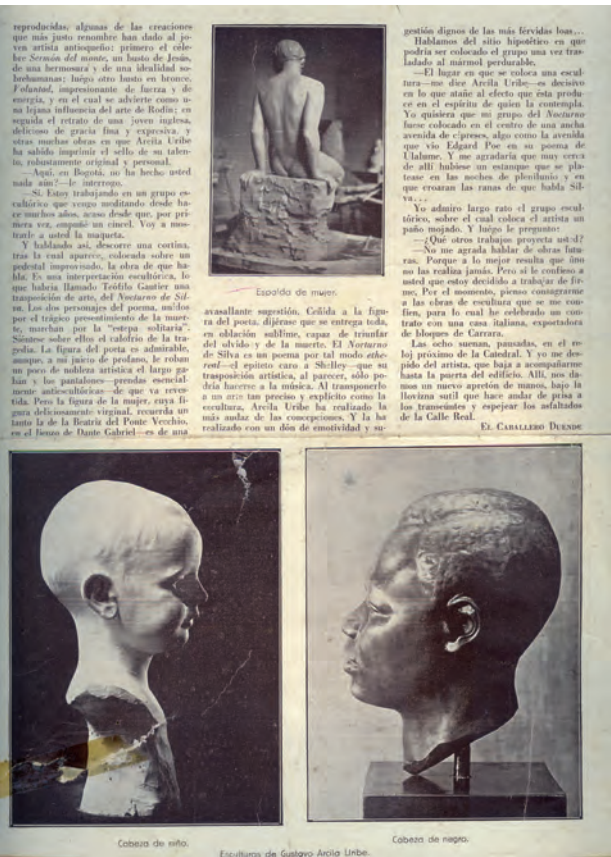 reproducidas; algunas de las creaciones
que más justo renombre han dado al jo-
ven artista antioqueño: primero el céle-
bre Sermón del monte, un busto de Jesús,
de una hermosura y de una idealidad so-
brehumanas; luégo otro busto en bronce,
Voluntad, impresionante de fuerza y de
energía, y en el cual se advierte como u-
na lejana influencia del arte de Rodin; en
seguida el retrato de una joven inglesa,
delicioso de gracia fina y expresiva, y
otras muchas obras en que Arcila Uribe
ha sabido imprimir el sello de su talen-
to, robustamente original y personal.
—Aquí, en Bogotá, no ha hecho usted
nada aún?—le interrogo.
—Sí. Estoy trabajando en un grupo es-
cultórico que vengo meditando desde ha-
ce muchos años, acaso desde que, por pri-
mera vez, empuñé un cincel. Voy a mos-
trarle a usted la maqueta.
Y hablando así, descorre una cortina,
tras la cual aparece, colocada sobre un
pedestal improvisado, la obra de que ha-
bla. Es una interpretación escultórica, lo
que habría llamado Teófilo Gautier una
trasposición de arte, del Nocturno de Sil-
va. Los dos personajes del poema, unidos
por el trágico presentimiento de la muer-
te, marchan por la "estepa solitaria".
Siéntese sobre ellos el calofrío de la tra-
gedia. La figura del poeta es admirable,
aunque, a mi juicio de profano, le roban
un poco de nobleza artística el largo ga-
bán y los pantalones—prendas esencial-
mente antiescultóricas—de que va reves-
tida. Pero la figura de la mujer, cuya fi-
gura deliciosamente virginal, recuerda un
tanto la de la Beatriz del Ponte Vecchio,
en el lienzo de Dante Gabriel—es de una
Espalda de mujer.
avasallante sugestión. Ceñida a la figu-
ra del poeta, dijérase que se entrega toda,
en oblación sublime, capaz de triunfar
del olvido y de la muerte. El Nocturno
de Silva es un poema por tal modo ethe-
real—el epíteto caro a Shelley—que su
trasposición artística, al parecer, sólo po-
dría hacerse a la música. Al transponerlo
a un arte tan preciso y explícito como la
escultura, Arcila Uribe ha realizado la
más audaz de las concepciones. Y la ha
realizado con un dón de emotividad y su-
gestión dignos de las más férvidas loas...
Hablamos del sitio hipotético en que
podría ser colocado el grupo una vez tras-
ladado al mármol perdurable.
—El lugar en que se coloca una escul-
tura—me dice Arcila Uribe—es decisivo
en lo que atañe al efecto que ésta produ-
ce en el espíritu de quien la contempla.
Yo quisiera que mi grupo del Nocturno
fuese colocado en el centro de una ancha
avenida de cipreses, algo como la avenida
que vio Edgard Poe en su poema de
Ulalume. Y me agradaría que muy cerca
de allí hubiese un estanque que se pla-
tease en las noches de plenilunio y en
que croaran las ranas de que habla Sil-
va...
Yo admiro largo rato el grupo escul-
tórico, sobre el cual coloca el artista un
paño mojado. Y luégo le pregunto:
—¿Qué otros trabajos proyecta usted?
—No me agrada hablar de obras futu-
ras. Porque a lo mejor resulta que úno
no las realiza jamás. Pero sí le confieso a
usted que estoy decidido a trabajar de fir-
me. Por el momento, pienso consagrarme
a las obras de escultura que se me con-
fíen, para lo cual he celebrado un con-
trato con una casa italiana, exportadora
de bloques de Carrara.
Las ocho suenan, pausadas, en el re-
loj próximo de la Catedral. Y yo me des-
pido del artista, que baja a acompañarme
hasta la puerta del edificio. Allí, nos da-
mos un nuevo apretón de manos, bajo la
llovizna sutil que hace andar de prisa a
los transeúntes y espejear los asfaltados
de la Calle Real.
EL CABALLERO DUENDE
Cabeza de niño.
Cabeza de negro.
Esculturas de Gustavo Arcila Uribe.